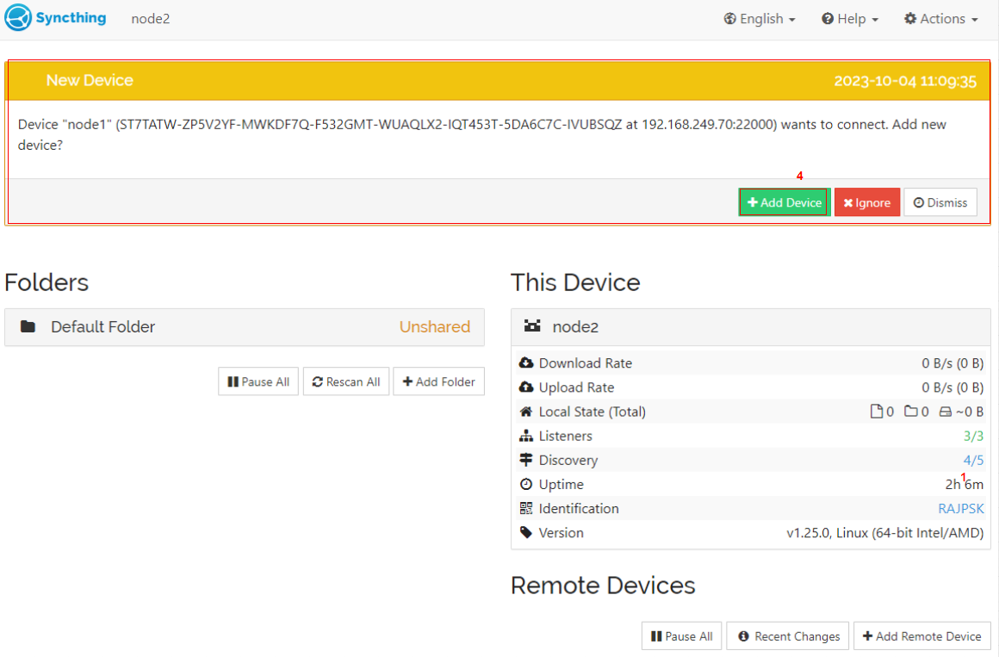 Syncthing node2 English Help Actions
New Device 2023-10-04 11:09:35
Device "node1" (ST7TATW-ZP5V2YF-MWKDF7Q-F532GMT-WUAQLX2-IQT453T-5DA6C7C-IVUBSQZ at 192.168.249.70:22000) wants to connect. Add new
device?
4
Add Device Ignore Dismiss
Folders
Default Folder Unshared
Pause All Rescan All Add Folder
This Device
node2
Download Rate 0 B/s (0 B)
Upload Rate 0 B/s (0 B)
Local State (Total) 0 0 ~0 B
Listeners 3/3
Discovery 4/5
1
Uptime 2h 6m
Identification RAJPSK
Version v1.25.0, Linux (64-bit Intel/AMD)
Remote Devices
Pause All Recent Changes Add Remote Device